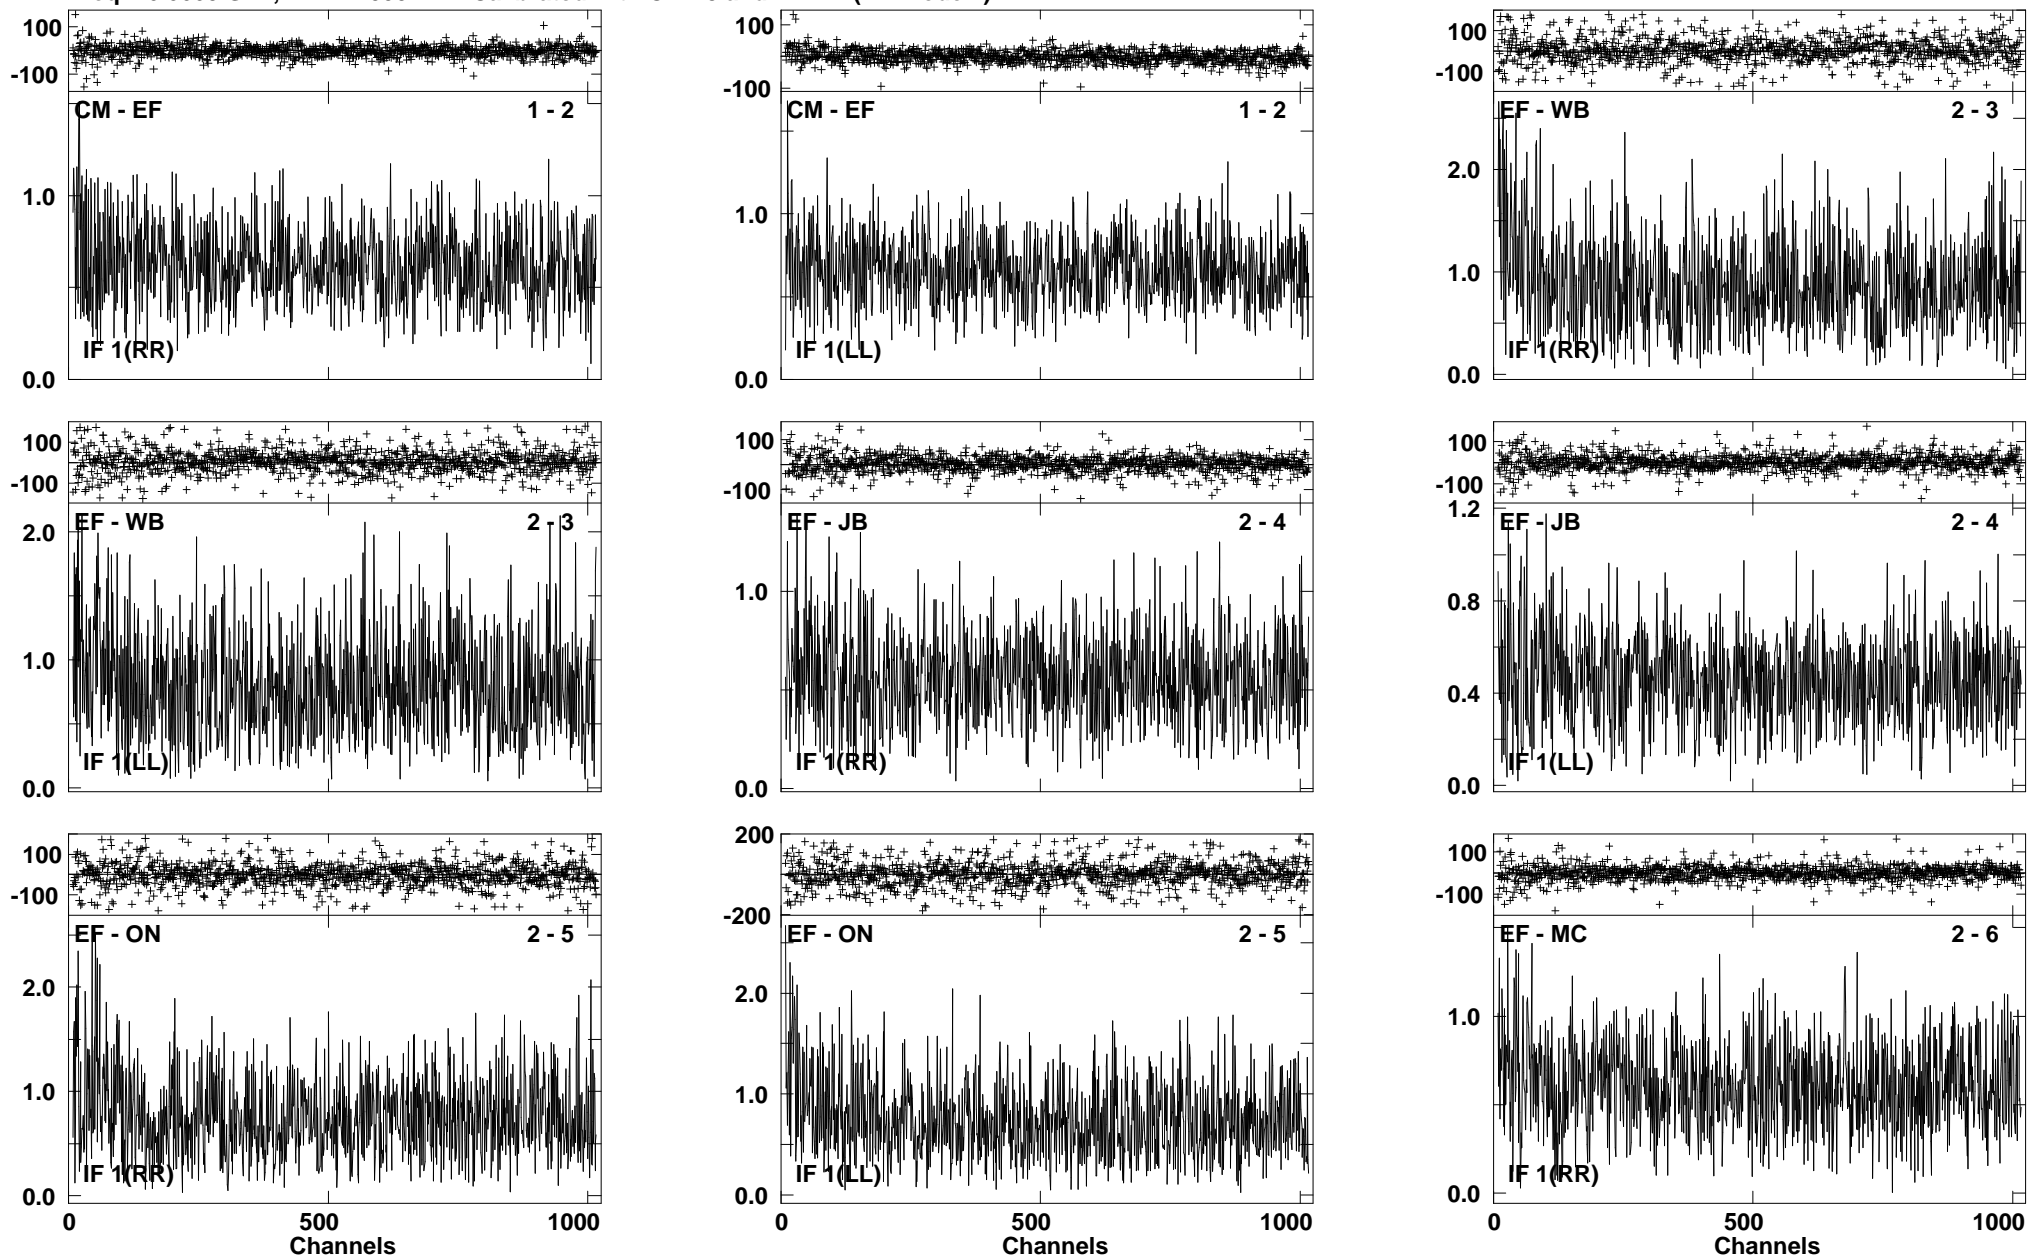 100
-100
CM - EF 1 - 2
1.0
IF 1(RR)
0.0
100
-100
CM - EF 1 - 2
1.0
IF 1(LL)
0.0
100
-100
EF - WB 2 - 3
2.0
1.0
IF 1(RR)
0.0
100
-100
EF - WB 2 - 3
2.0
1.0
IF 1(LL)
0.0
100
-100
EF - JB 2 - 4
1.0
IF 1(RR)
0.0
100
-100
1.2
EF - JB 2 - 4
0.8
0.4
IF 1(LL)
0.0
100
-100
EF - ON 2 - 5
2.0
1.0
IF 1(RR)
0.0
0 500 1000
Channels
200
-200
EF - ON 2 - 5
2.0
1.0
IF 1(LL)
0.0
0 500 1000
Channels
100
-100
EF - MC 2 - 6
1.0
IF 1(RR)
0.0
0 500 1000
Channels